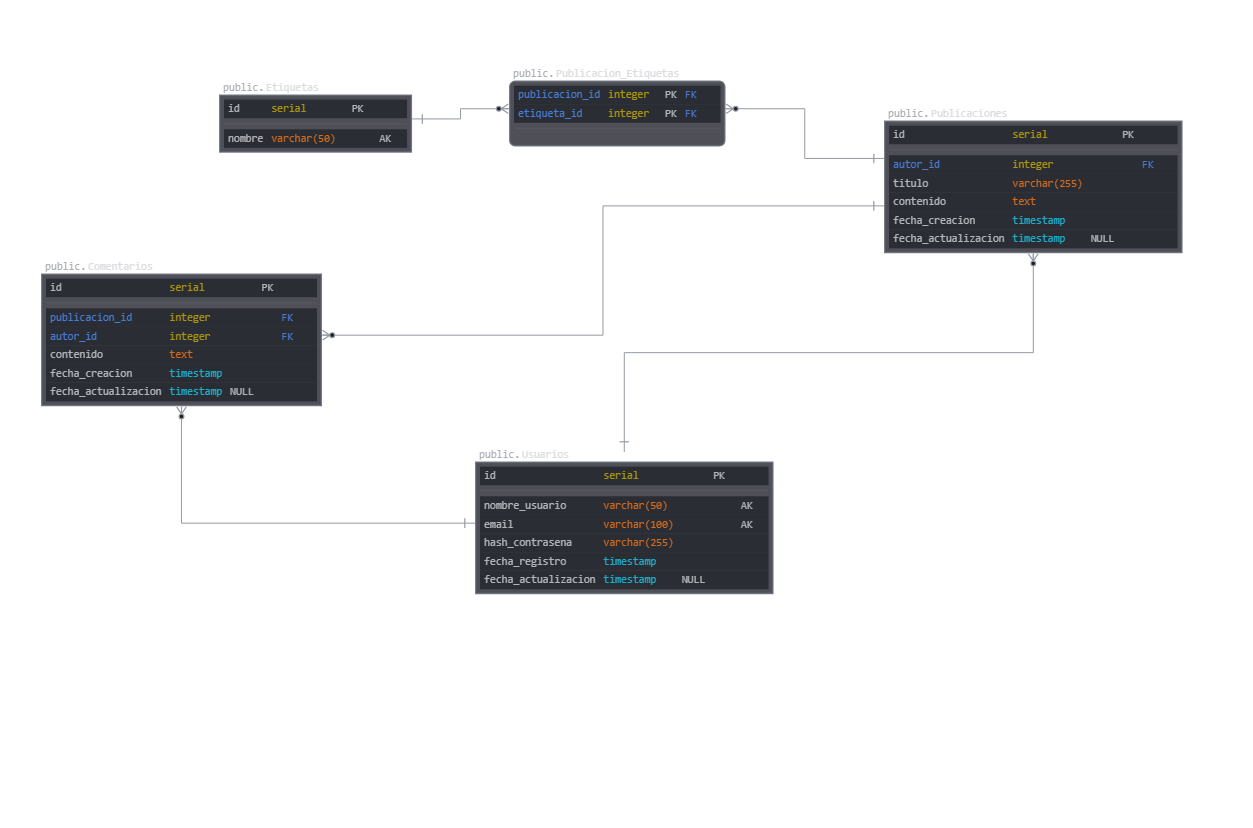 public.Etiquetas
id serial PK
nombre varchar(50) AK
public.Publicacion_Etiquetas
publicacion_id integer PK FK
etiqueta_id integer PK FK
public.Publicaciones
id serial PK
autor_id integer FK
titulo varchar(255)
contenido text
fecha_creacion timestamp
fecha_actualizacion timestamp NULL
public.Comentarios
id serial PK
publicacion_id integer FK
autor_id integer FK
contenido text
fecha_creacion timestamp
fecha_actualizacion timestamp NULL
public.Usuarios
id serial PK
nombre_usuario varchar(50) AK
email varchar(100) AK
hash_contrasena varchar(255)
fecha_registro timestamp
fecha_actualizacion timestamp NULL